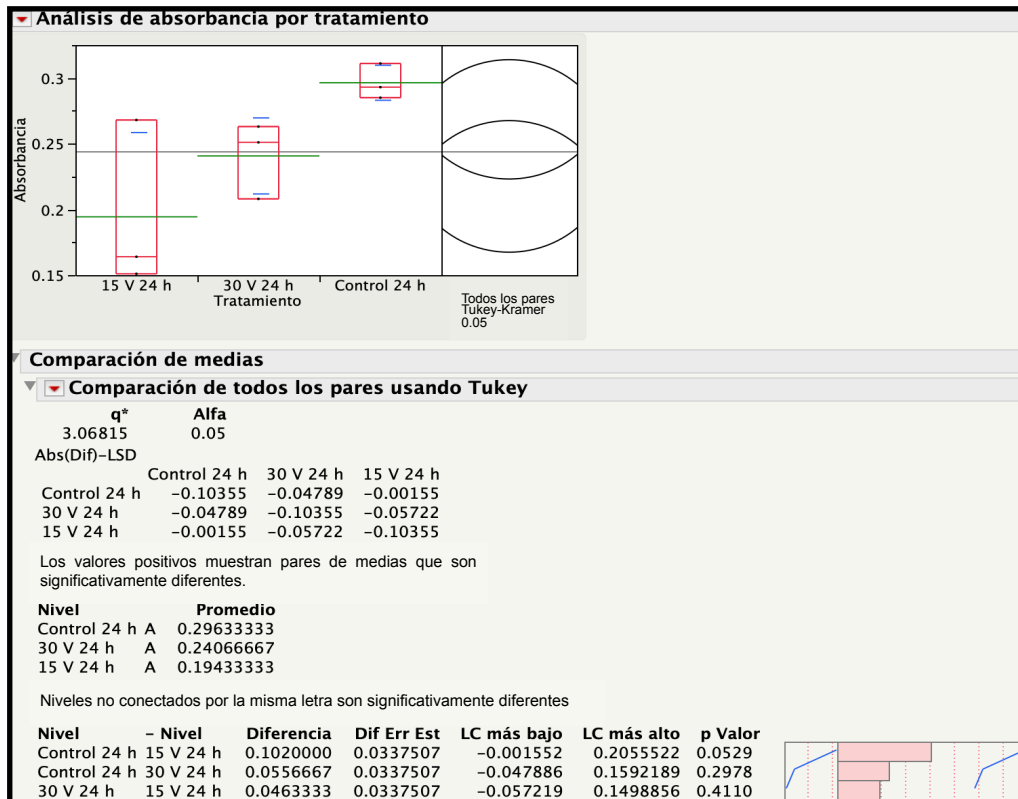 Análisis de absorbancia por tratamiento
Absorbancia
0.3
0.25
0.2
0.15
15 V 24 h 30 V 24 h Control 24 h
Tratamiento
Todos los pares
Tukey-Kramer
0.05
Comparación de medias
Comparación de todos los pares usando Tukey
q* Alfa
3.06815 0.05
Abs(Dif)-LSD
Control 24 h 30 V 24 h 15 V 24 h
Control 24 h -0.10355 -0.04789 -0.00155
30 V 24 h -0.04789 -0.10355 -0.05722
15 V 24 h -0.00155 -0.05722 -0.10355
Los valores positivos muestran pares de medias que son
significativamente diferentes.
Nivel Promedio
Control 24 h A 0.29633333
30 V 24 h A 0.24066667
15 V 24 h A 0.19433333
Niveles no conectados por la misma letra son significativamente diferentes
Nivel - Nivel Diferencia Dif Err Est LC más bajo LC más alto p Valor
Control 24 h 15 V 24 h 0.1020000 0.0337507 -0.001552 0.2055522 0.0529
Control 24 h 30 V 24 h 0.0556667 0.0337507 -0.047886 0.1592189 0.2978
30 V 24 h 15 V 24 h 0.0463333 0.0337507 -0.057219 0.1498856 0.4110